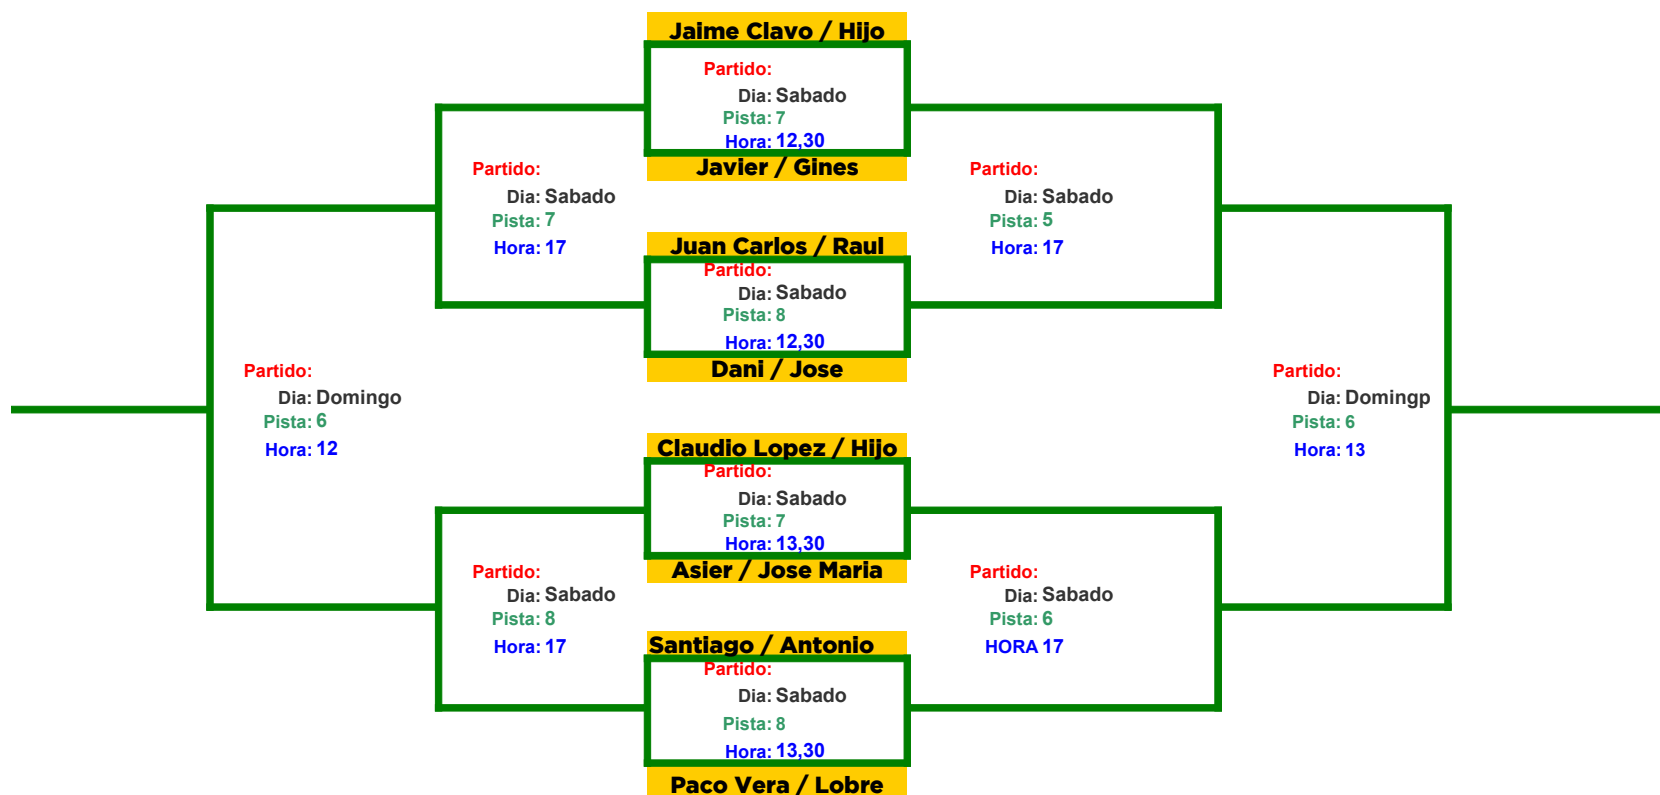 Jaime Clavo / Hijo
Partido:
Dia: Sabado
Pista: 7
Hora: 12,30
Javier / Gines
Partido:
Dia: Sabado
Pista: 7
Hora: 17
Partido:
Dia: Sabado
Pista: 5
Hora: 17
Juan Carlos / Raul
Partido:
Dia: Sabado
Pista: 8
Hora: 12,30
Dani / Jose
Partido:
Dia: Domingo
Pista: 6
Hora: 12
Partido:
Dia: Domingp
Pista: 6
Hora: 13
Claudio Lopez / Hijo
Partido:
Dia: Sabado
Pista: 7
Hora: 13,30
Asier / Jose Maria
Partido:
Dia: Sabado
Pista: 8
Hora: 17
Partido:
Dia: Sabado
Pista: 6
HORA 17
Santiago / Antonio
Partido:
Dia: Sabado
Pista: 8
Hora: 13,30
Paco Vera / Lobre